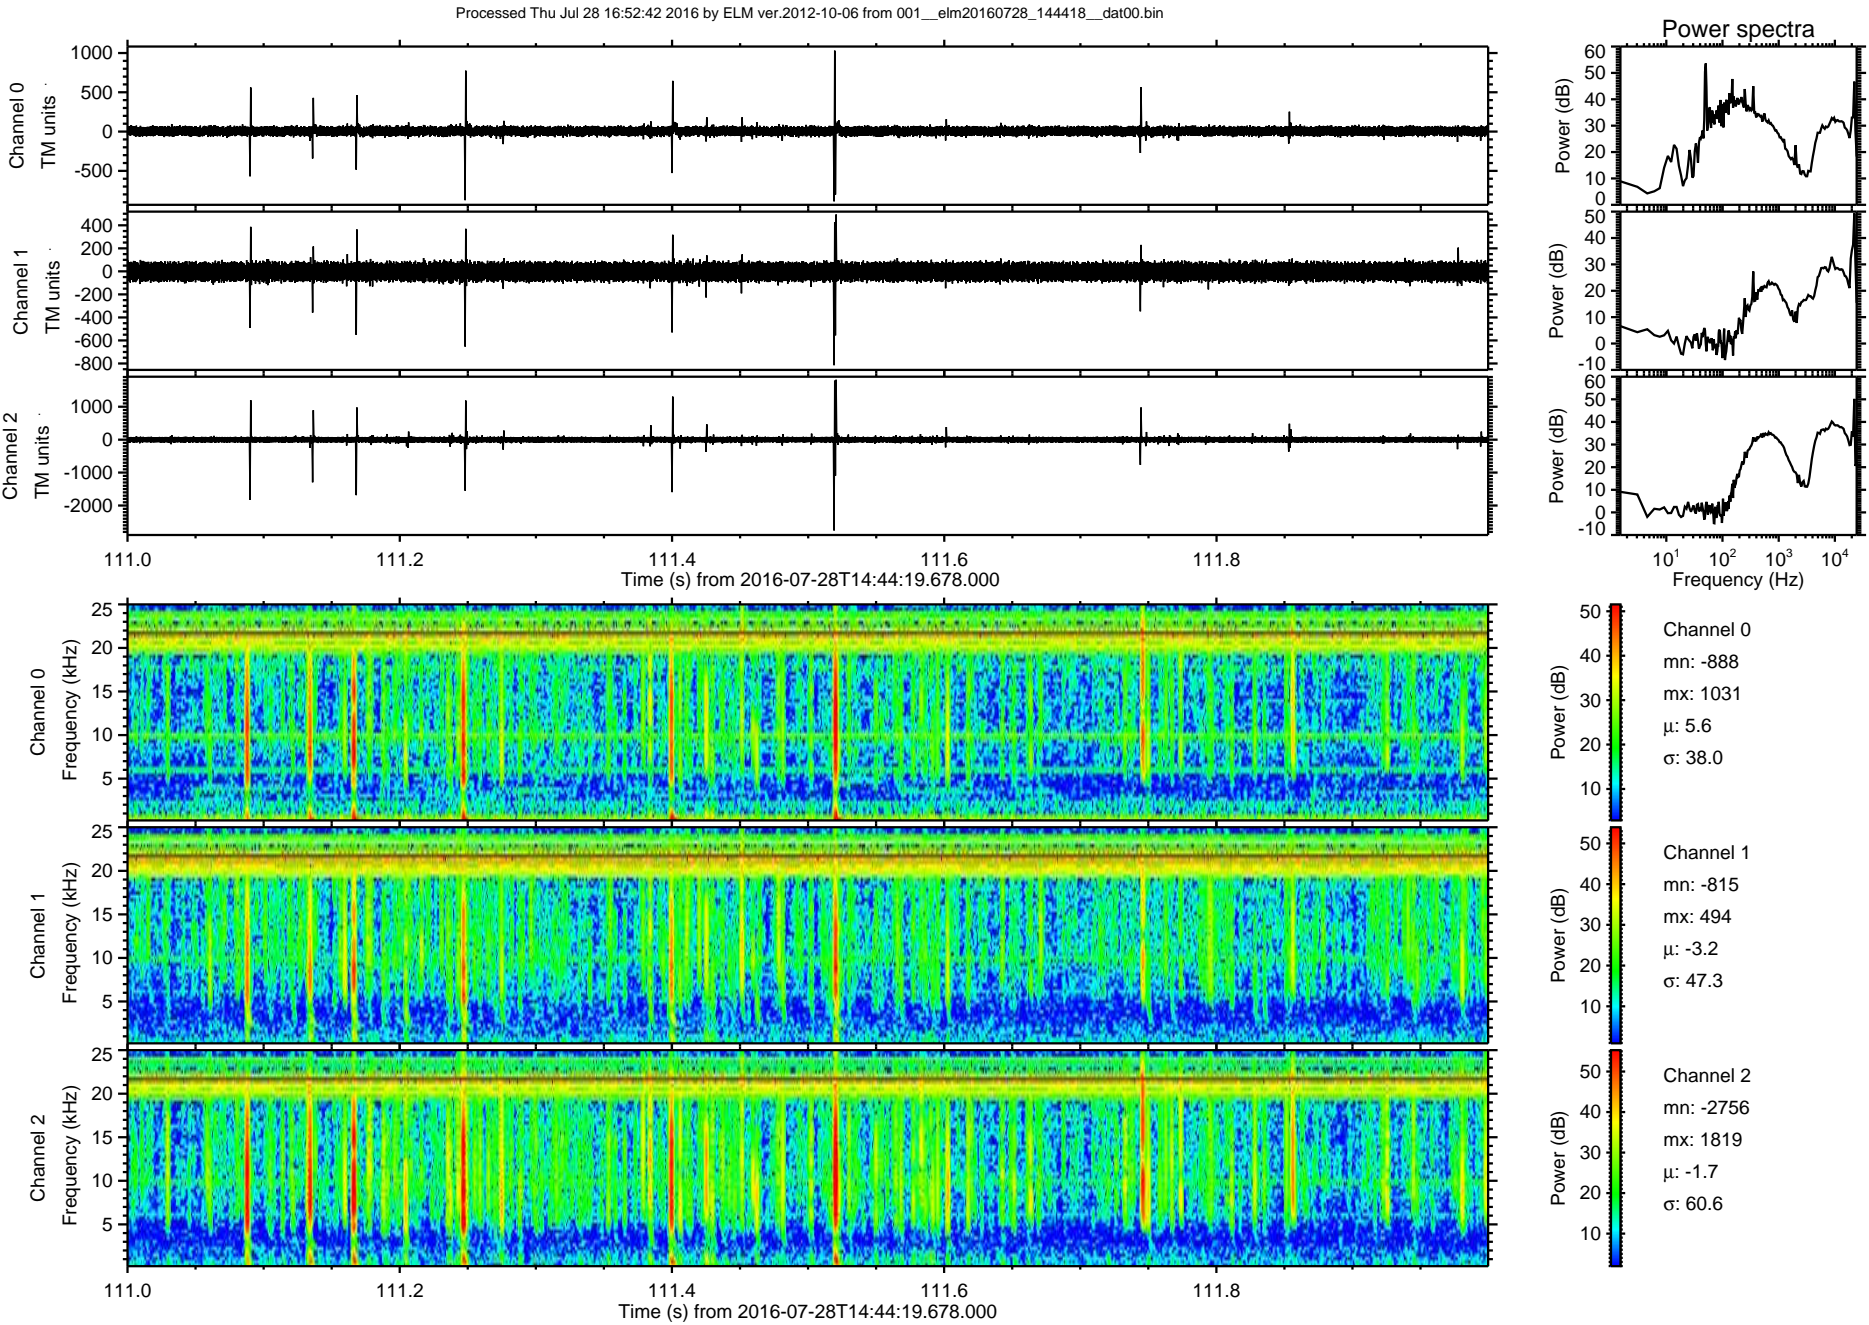 Processed Thu Jul 28 16:52:42 2016 by ELM ver.2012-10-06 from 001__elm20160728_144418__dat00.bin
Power spectra
Channel 0
TM units
1000
500
0
-500
Power (dB)
60
50
40
30
20
10
0
Channel 1
TM units
400
200
0
-200
-400
-600
-800
Power (dB)
50
40
30
20
10
0
-10
Channel 2
TM units
1000
0
-1000
-2000
Power (dB)
60
50
40
30
20
10
0
-10
111.0 111.2 111.4 111.6 111.8
Time (s) from 2016-07-28T14:44:19.678.000
10¹ 10² 10³ 10⁴
Frequency (Hz)
Channel 0
Frequency (kHz)
25
20
15
10
5
Power (dB)
50
40
30
20
10
Channel 0
mn: -888
mx: 1031
μ: 5.6
σ: 38.0
Channel 1
Frequency (kHz)
25
20
15
10
5
Power (dB)
50
40
30
20
10
Channel 1
mn: -815
mx: 494
μ: -3.2
σ: 47.3
Channel 2
Frequency (kHz)
25
20
15
10
5
Power (dB)
50
40
30
20
10
Channel 2
mn: -2756
mx: 1819
μ: -1.7
σ: 60.6
111.0 111.2 111.4 111.6 111.8
Time (s) from 2016-07-28T14:44:19.678.000